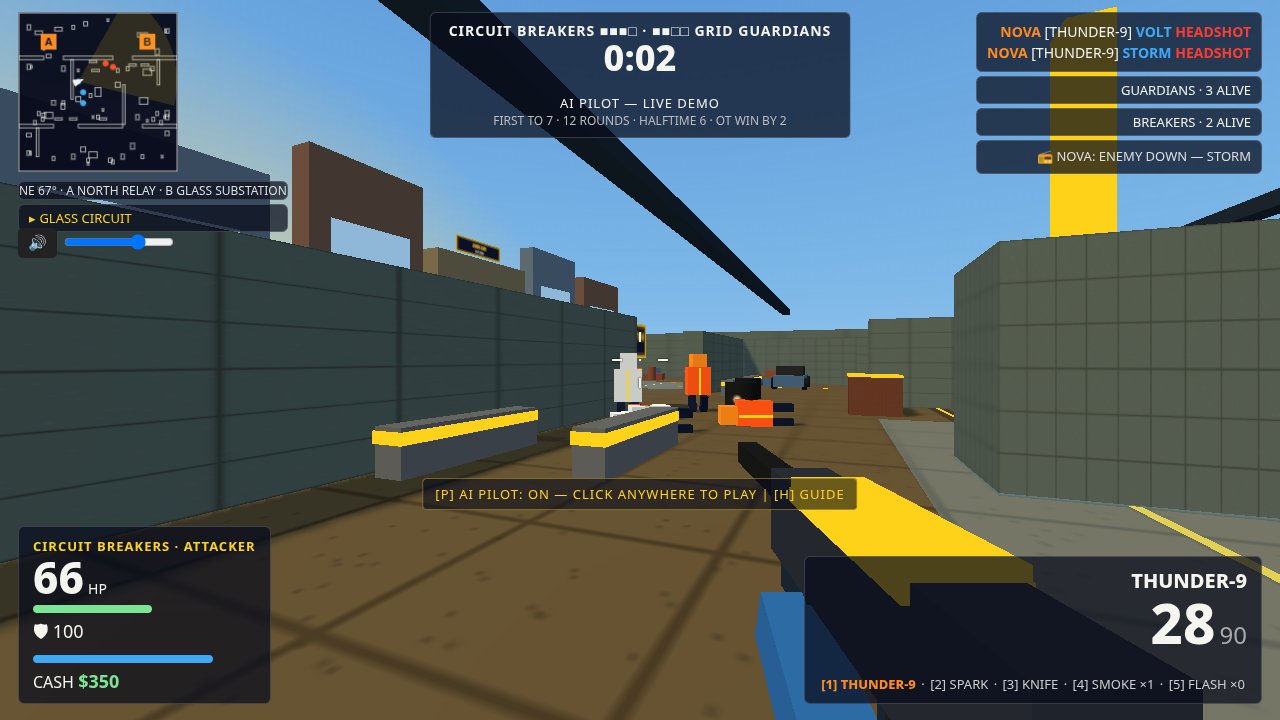 A
B
NE 67° · A NORTH RELAY · B GLASS SUBSTATION
▸ GLASS CIRCUIT
CIRCUIT BREAKERS ■■■□ · ■■□□ GRID GUARDIANS
0:02
AI PILOT — LIVE DEMO
FIRST TO 7 · 12 ROUNDS · HALFTIME 6 · OT WIN BY 2
NOVA [THUNDER-9] VOLT HEADSHOT
NOVA [THUNDER-9] STORM HEADSHOT
GUARDIANS · 3 ALIVE
BREAKERS · 2 ALIVE
📻 NOVA: ENEMY DOWN — STORM
[P] AI PILOT: ON — CLICK ANYWHERE TO PLAY | [H] GUIDE
CIRCUIT BREAKERS · ATTACKER
66 HP
100
CASH $350
THUNDER-9
28 90
[1] THUNDER-9 · [2] SPARK · [3] KNIFE · [4] SMOKE ×1 · [5] FLASH ×0